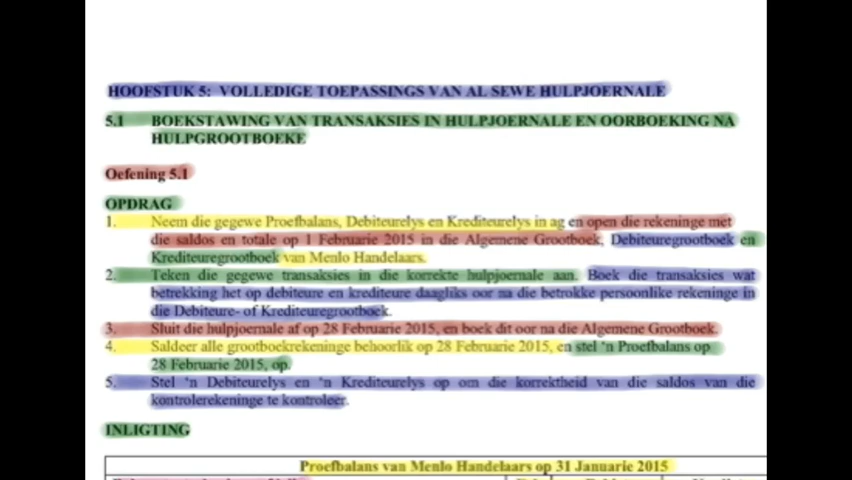 HOOFSTUK 5: VOLLEDIGE TOEPASSINGS VAN AL SEWE HULPJOERNALE
5.1 BOEKSTAWING VAN TRANSAKSIES IN HULPJOERNALE EN OORBOEKING NA
HULPGROOTBOEKE
Oefening 5.1
OPDRAG
1. Neem die gegewe Proefbalans, Debiteurelys en Krediteurelys in ag en open die rekeninge met
die saldos en totale op 1 Februarie 2015 in die Algemene Grootboek, Debiteuregrootboek en
Krediteuregrootboek van Menlo Handelaars.
2. Teken die gegewe transaksies in die korrekte hulpjoernale aan. Boek die transaksies wat
betrekking het op debiteure en krediteure daagliks oor na die betrokke persoonlike rekeninge in
die Debiteure- of Krediteuregrootboek.
3. Sluit die hulpjoernale af op 28 Februarie 2015, en boek dit oor na die Algemene Grootboek.
4. Saldeer alle grootboekrekeninge behoorlik op 28 Februarie 2015, en stel 'n Proefbalans op
28 Februarie 2015, op.
5. Stel 'n Debiteurelys en 'n Krediteurelys op om die korrektheid van die saldos van die
kontrolerekeninge te kontroleer.
INLIGTING
Proefbalans van Menlo Handelaars op 31 Januarie 2015